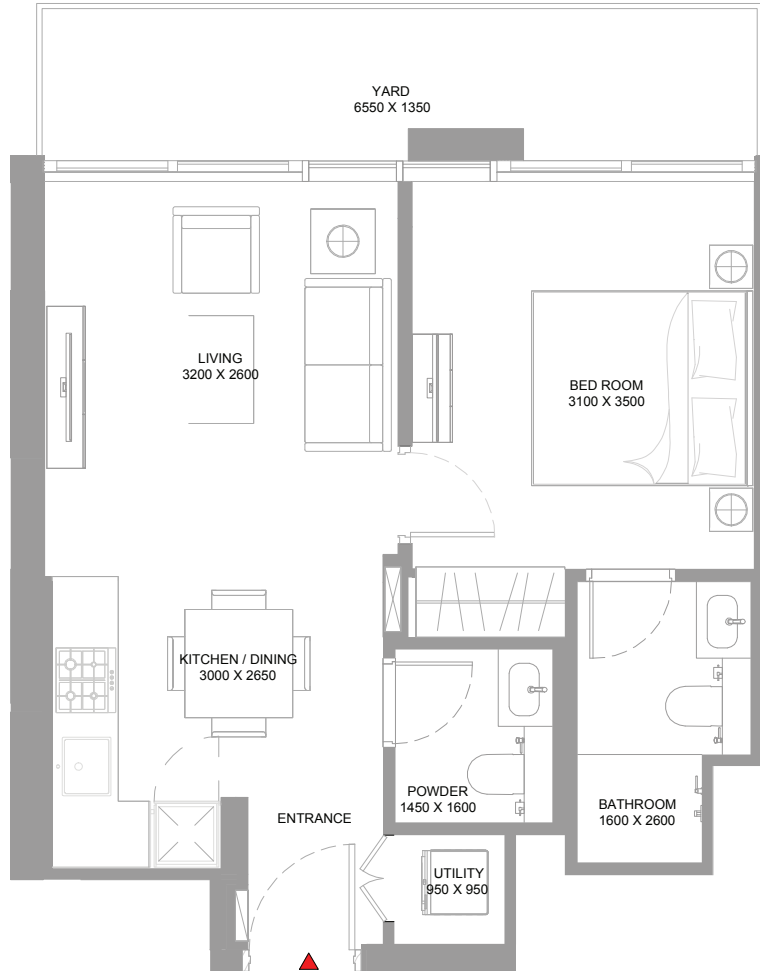 YARD
6550 X 1350
LIVING
3200 X 2600
BED ROOM
3100 X 3500
KITCHEN / DINING
3000 X 2650
POWDER
1450 X 1600
ENTRANCE
BATHROOM
1600 X 2600
UTILITY
950 X 950